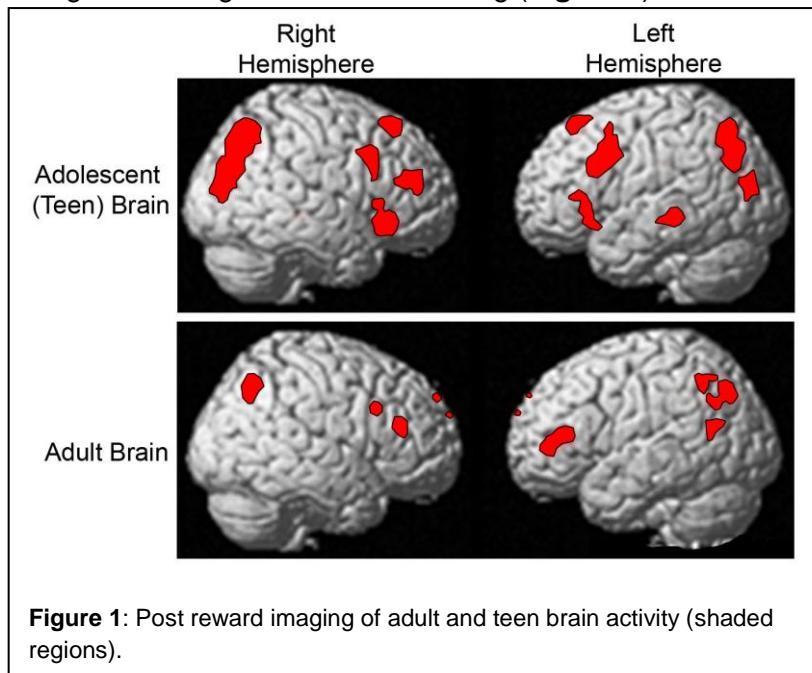 Right
Hemisphere
Left
Hemisphere
Adolescent
(Teen) Brain
Adult Brain
Figure 1: Post reward imaging of adult and teen brain activity (shaded
regions).